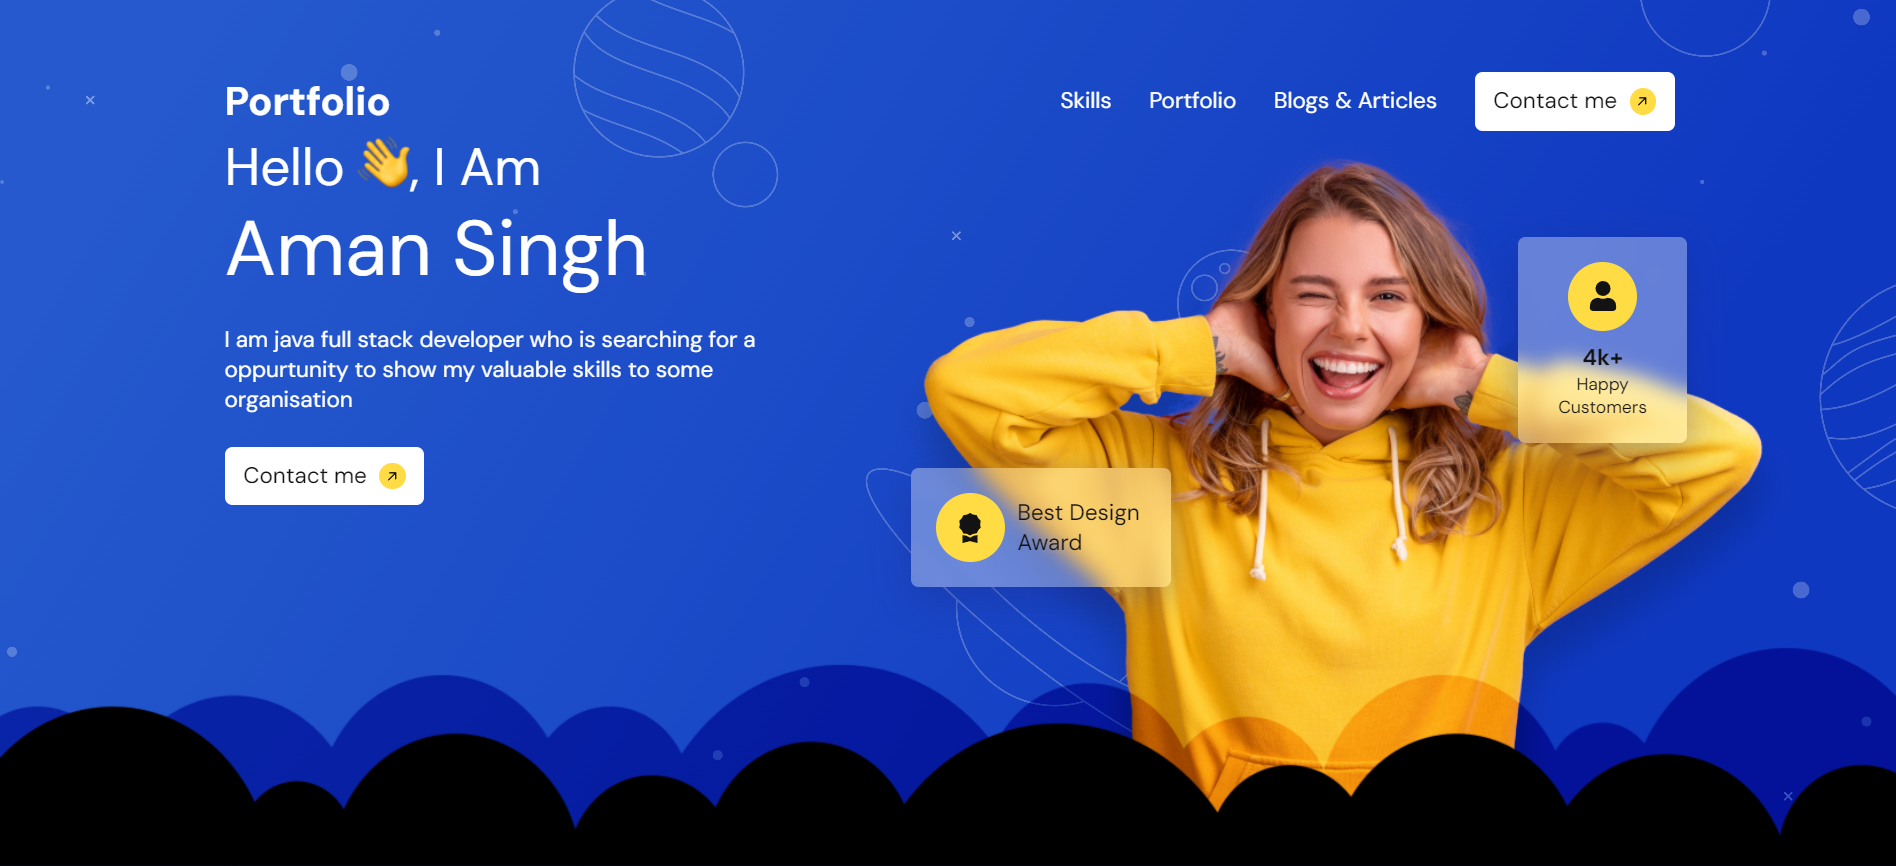 Portfolio
Skills
Portfolio
Blogs & Articles
Contact me
Hello 👋, I Am
Aman Singh
I am java full stack developer who is searching for a
oppurtunity to show my valuable skills to some
organisation
Contact me
4k+
Happy
Customers
Best Design
Award